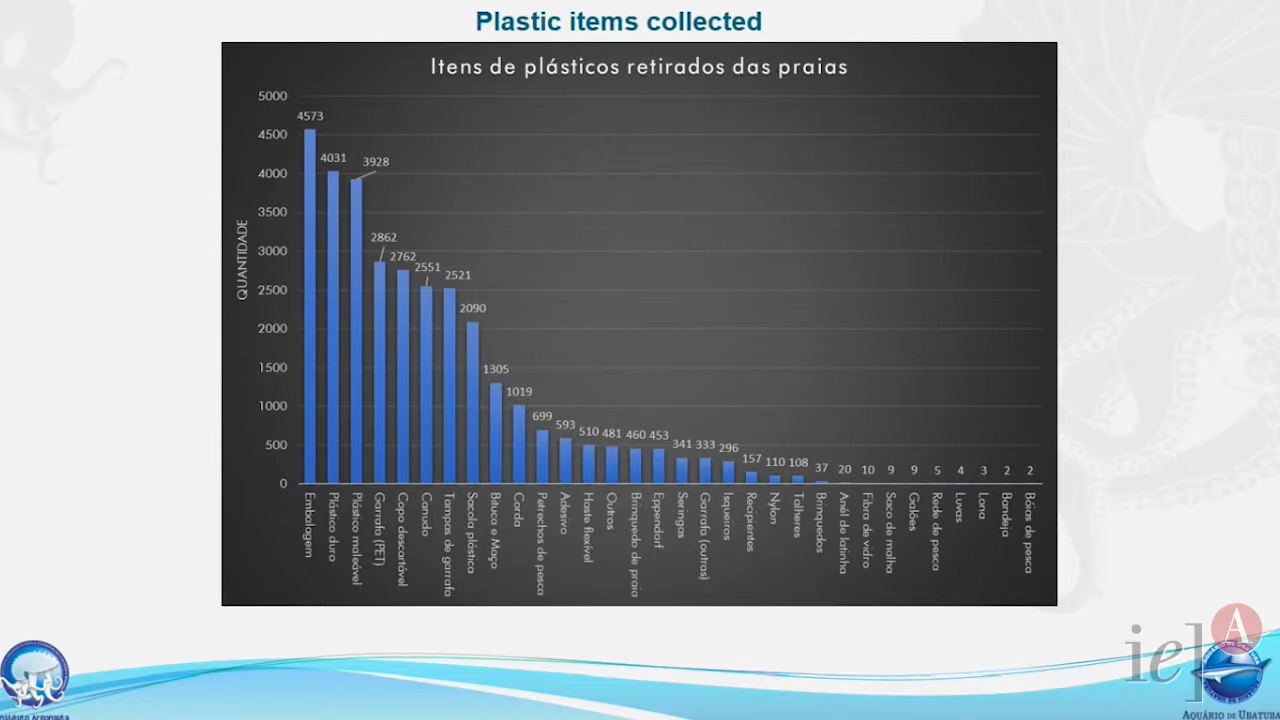 Plastic items collected
Itens de plásticos retirados das praias
QUANTIDADE
5000
4500
4000
3500
3000
2500
2000
1500
1000
500
0
4573
4031
3928
2862
2762
2551
2521
2090
1305
1019
699
593
510
481
460
453
341
333
296
157
110
108
37
20
10
9
9
5
4
3
2
2
Embalagem
Plástico duro
Plástico maleável
Garrafa (PET)
Copo descartável
Canudo
Tampas de garrafa
Sacola plástica
Bituca e Maço
Corda
Petrechos de pesca
Adesivo
Haste flexível
Outros
Brinquedo de praia
Eppendorf
Seringas
Garrafa (outras)
Isqueiros
Recipientes
Nylon
Talheres
Brinquedos
Anél de latinha
Fibra de vidro
Saco de malha
Galões
Rede de pesca
Luvas
Lona
Bandeja
Bóias de pesca
ie]A
Aquário de Ubatuba